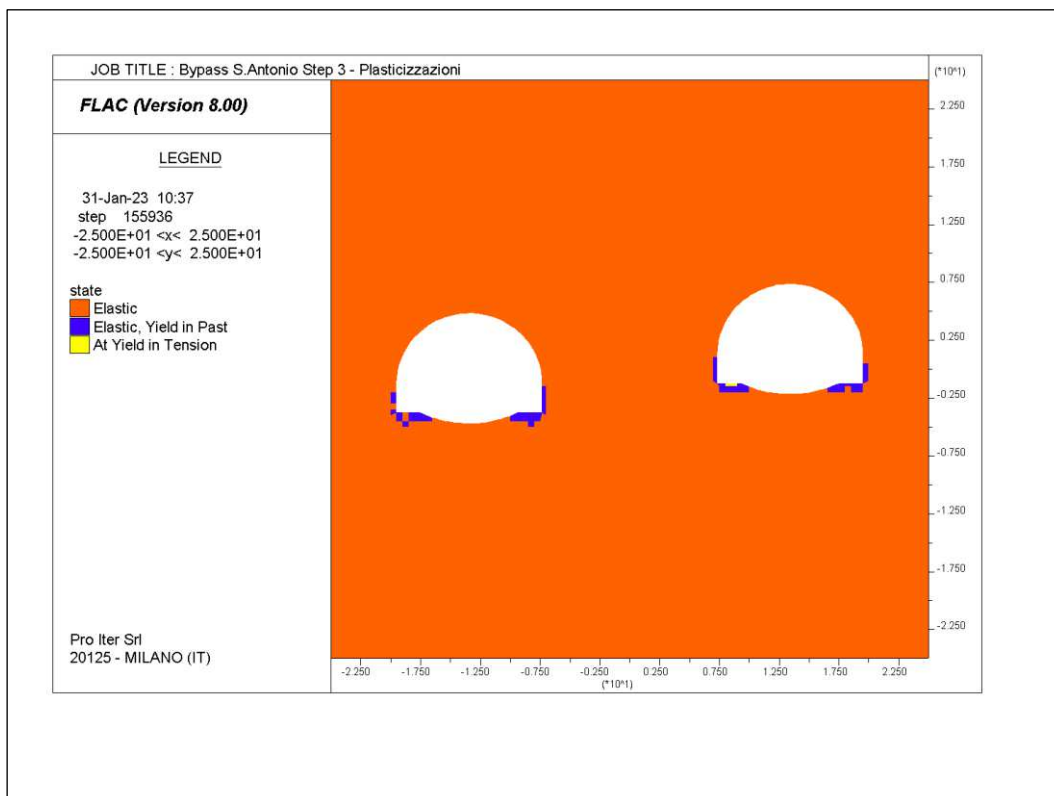 JOB TITLE : Bypass S.Antonio Step 3 - Plasticizzazioni
(*10^1)
FLAC (Version 8.00)
LEGEND
31-Jan-23 10:37
step 155936
-2.500E+01 <x< 2.500E+01
-2.500E+01 <y< 2.500E+01
state
Elastic
Elastic, Yield in Past
At Yield in Tension
Pro Iter Srl
20125 - MILANO (IT)
2.250
1.750
1.250
0.750
0.250
-0.250
-0.750
-1.250
-1.750
-2.250
-2.250 -1.750 -1.250 -0.750 -0.250 0.250 0.750 1.250 1.750 2.250
(*10^1)